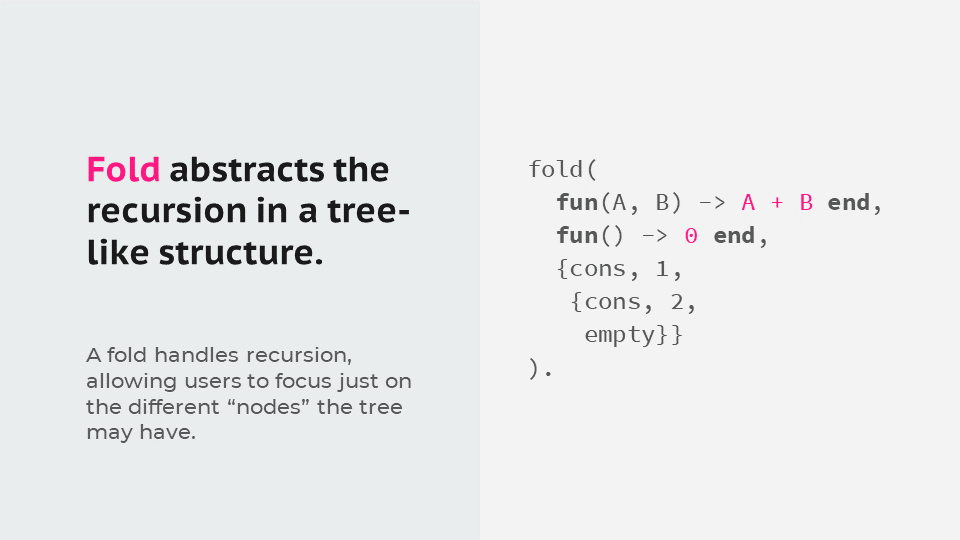 Fold abstracts the
recursion in a tree-
like structure.
A fold handles recursion,
allowing users to focus just on
the different “nodes” the tree
may have.
fold(
  fun(A, B) -> A + B end,
  fun() -> 0 end,
  {cons, 1,
   {cons, 2,
    empty}}
).